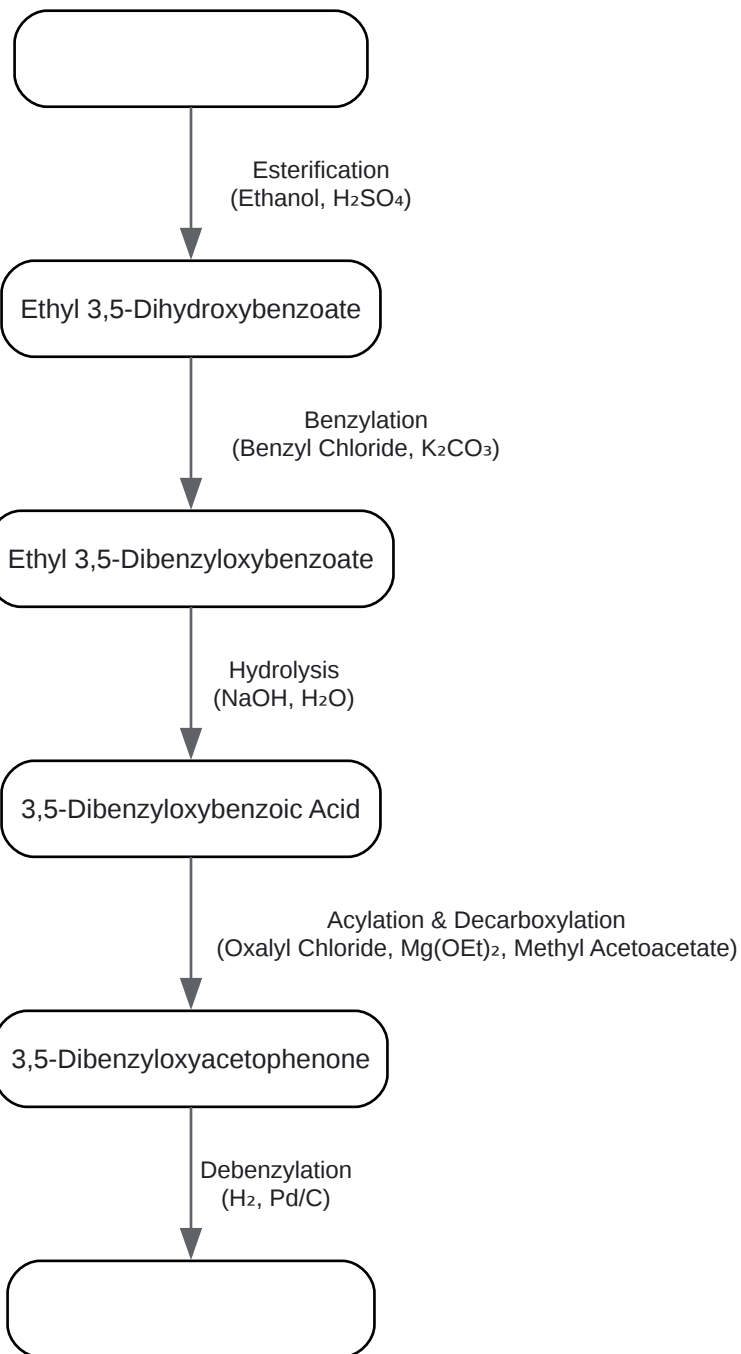 Esterification
(Ethanol, H₂SO₄)
Ethyl 3,5-Dihydroxybenzoate
Benzylation
(Benzyl Chloride, K₂CO₃)
Ethyl 3,5-Dibenzyloxybenzoate
Hydrolysis
(NaOH, H₂O)
3,5-Dibenzyloxybenzoic Acid
Acylation & Decarboxylation
(Oxalyl Chloride, Mg(OEt)₂, Methyl Acetoacetate)
3,5-Dibenzyloxyacetophenone
Debenzylation
(H₂, Pd/C)